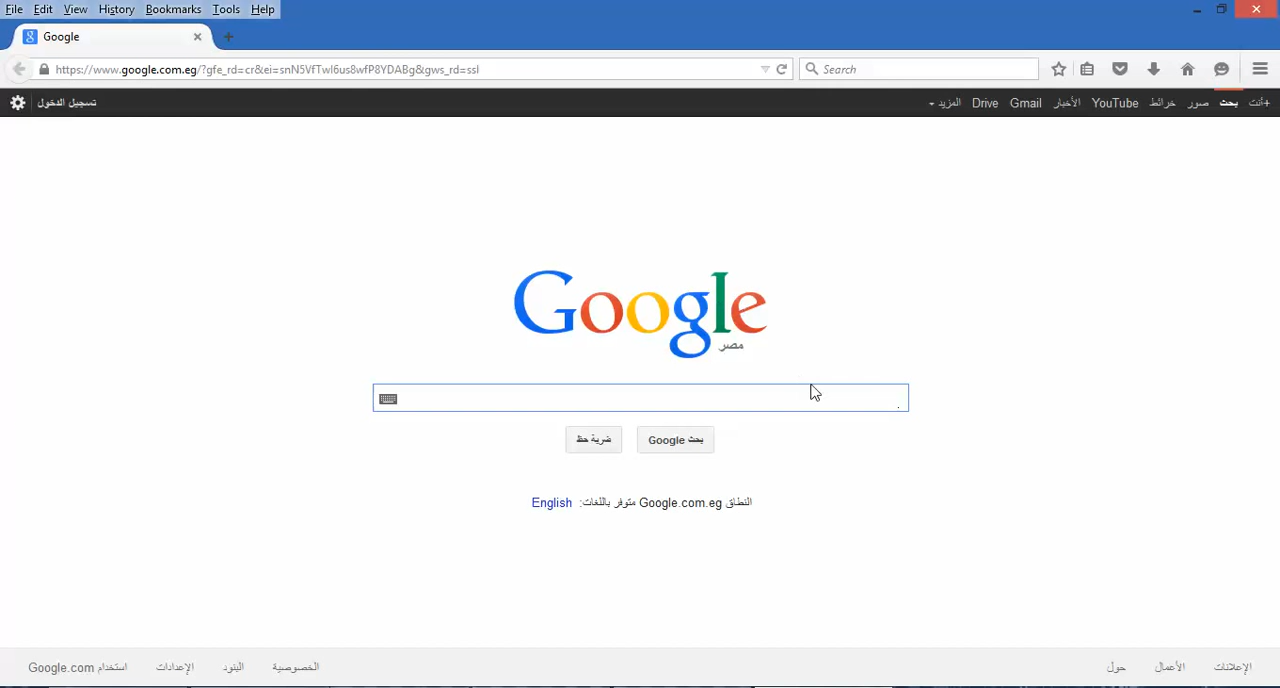 File Edit View History Bookmarks Tools Help
Google
https://www.google.com.eg/?gfe_rd=cr&ei=snN5VfTwI6us8wfP8YDABg&gws_rd=ssl
Search
+أنت بحث صور خرائط YouTube الأخبار Gmail Drive المزيد
تسجيل الدخول
Google
مصر
بحث Google ضربة حظ
النطاق Google.com.eg متوفر باللغات: English
الإعلانات الأعمال حول الخصوصية البنود الإعدادات استخدام Google.com